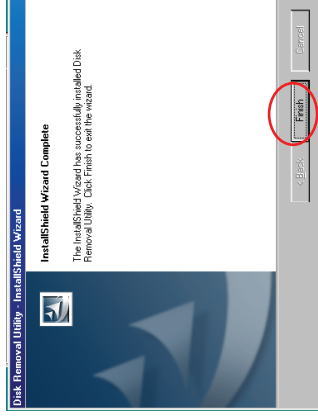 Disk Removal Utility - InstallShield Wizard
InstallShield Wizard Complete
The InstallShield Wizard has successfully installed Disk
Removal Utility. Click Finish to exit the wizard.
< Back
Finish
Cancel